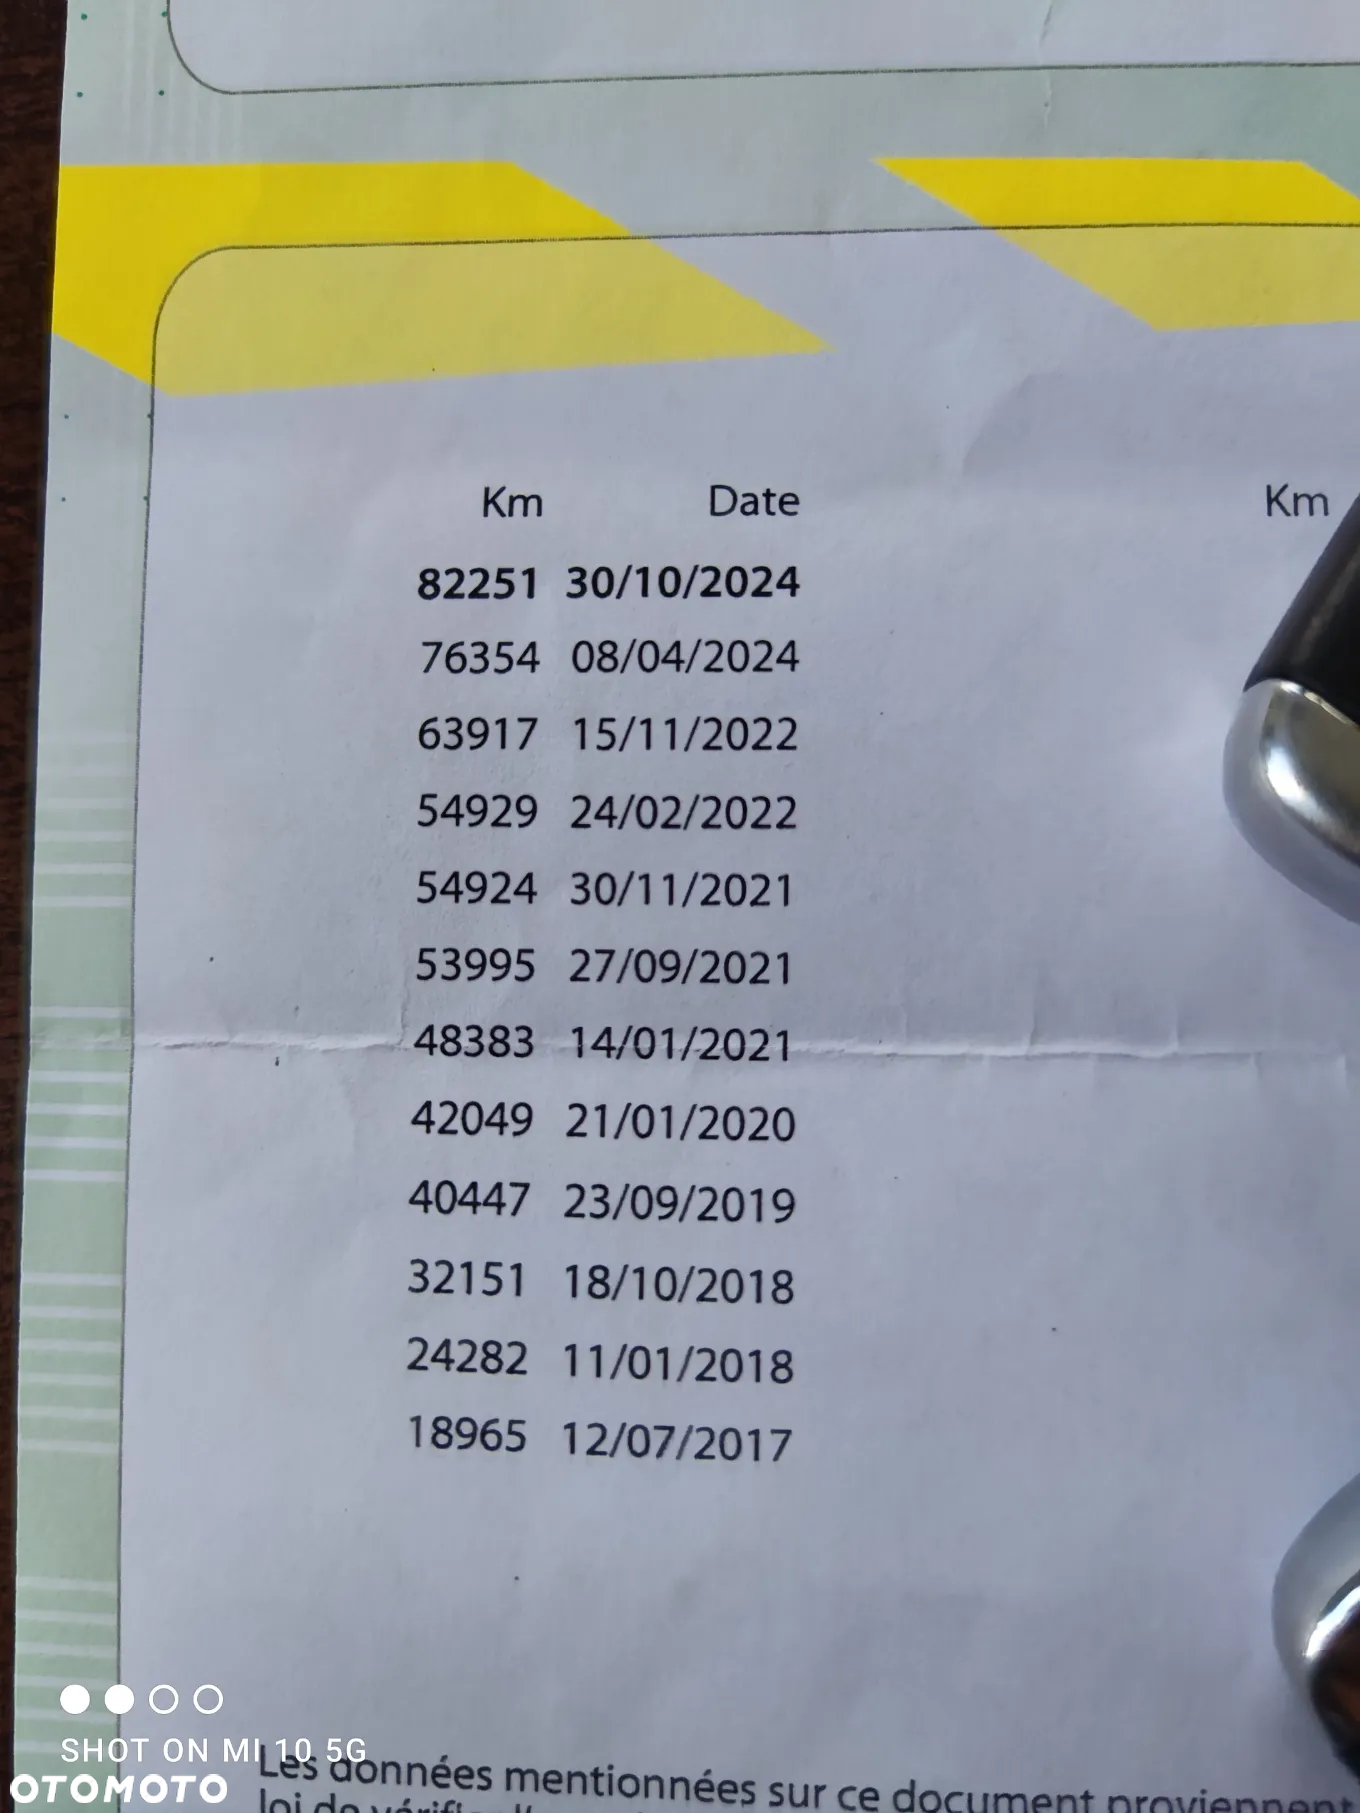 Km Date Km
82251 30/10/2024
76354 08/04/2024
63917 15/11/2022
54929 24/02/2022
54924 30/11/2021
53995 27/09/2021
48383 14/01/2021
42049 21/01/2020
40447 23/09/2019
32151 18/10/2018
24282 11/01/2018
18965 12/07/2017
SHOT ON MI 10 5G
Les données mentionnées sur ce document proviennent
OTOMOTO
loi de